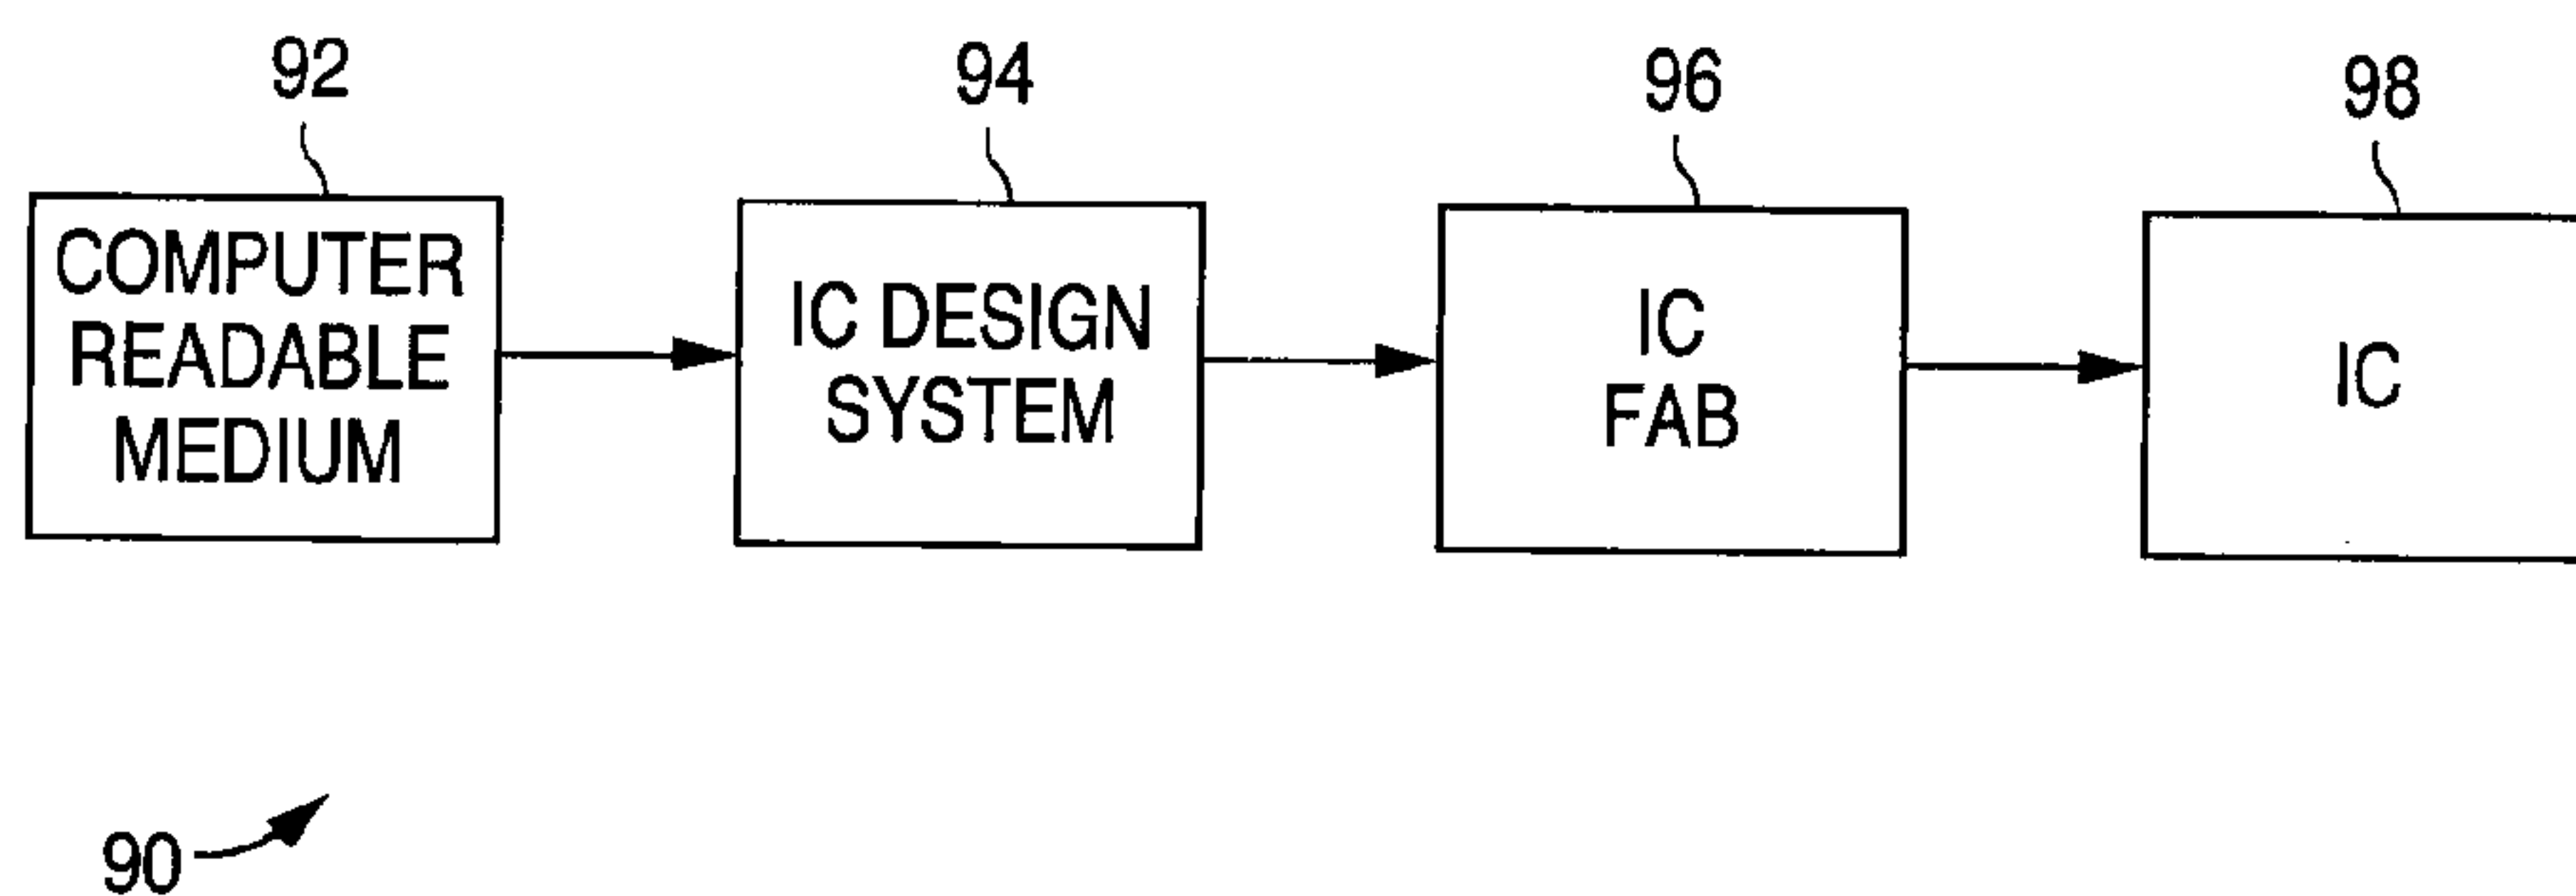 92
94
96
98
COMPUTER
READABLE
MEDIUM
IC DESIGN
SYSTEM
IC
FAB
IC
90